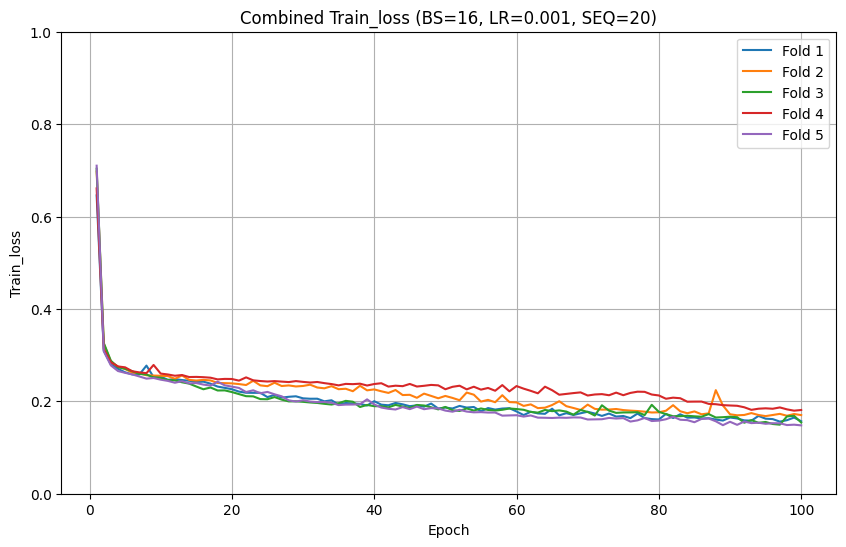 Combined Train_loss (BS=16, LR=0.001, SEQ=20)
Fold 1
Fold 2
Fold 3
Fold 4
Fold 5
Train_loss
1.0
0.8
0.6
0.4
0.2
0.0
0 20 40 60 80 100
Epoch